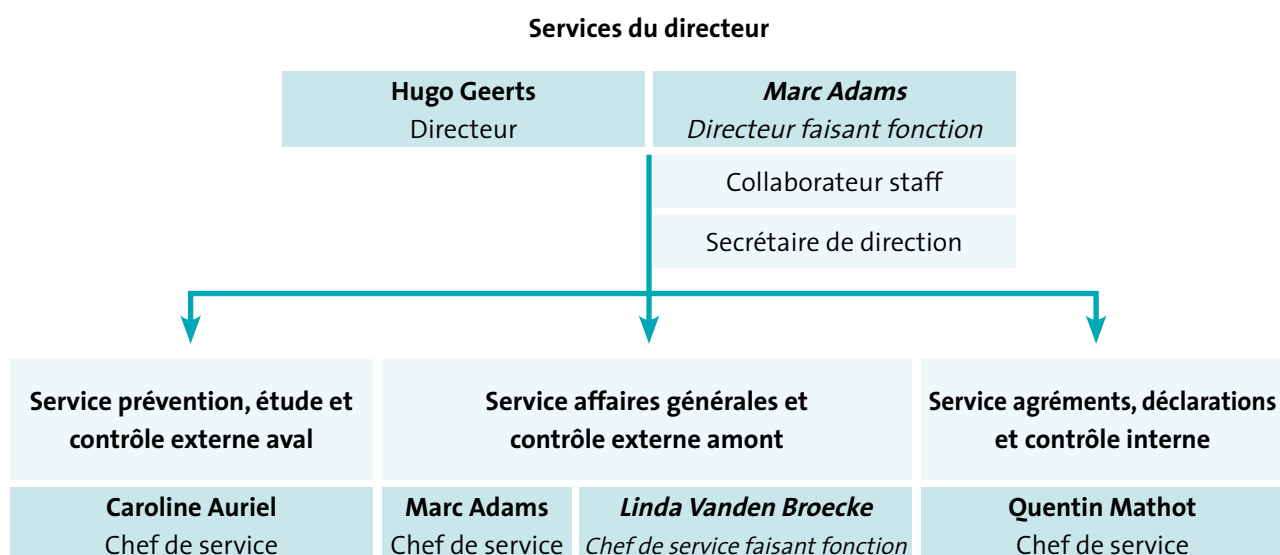 Services du directeur
Hugo Geerts
Directeur
Marc Adams
Directeur faisant fonction
Collaborateur staff
Secrétaire de direction
Service prévention, étude et
contrôle externe aval
Service affaires générales et
contrôle externe amont
Service agréments, déclarations
et contrôle interne
Caroline Auriel
Chef de service
Marc Adams
Chef de service
Linda Vanden Broecke
Chef de service faisant fonction
Quentin Mathot
Chef de service